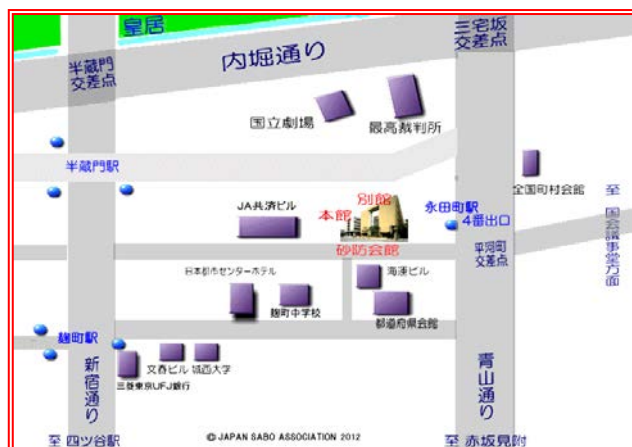 皇居
三宅坂
交差点
内堀通り
半蔵門
交差点
国立劇場
最高裁判所
半蔵門駅
全国町村会館
至 国会議事堂方面
JA共済ビル
本館
別館
永田町駅
4番出口
砂防会館
平河町
交差点
日本都市センターホテル
海運ビル
麹町中学校
都道府県会館
麹町駅
文春ビル
城西大学
三菱東京UFJ銀行
新宿通り
青山通り
至 四ツ谷駅
© JAPAN SABO ASSOCIATION 2012
至 赤坂見附